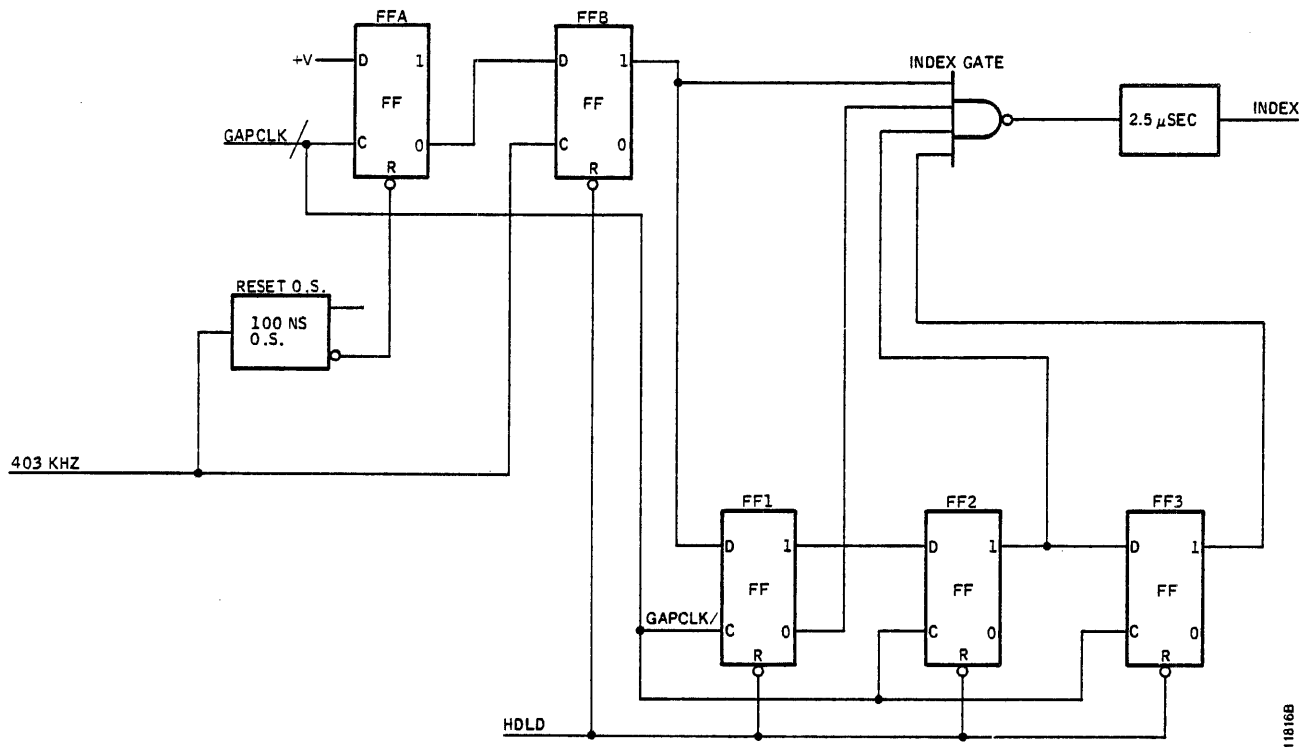 FFA
FFB
+V
D
1
D
1
INDEX GATE
FF
FF
2.5 µSEC
INDEX
GAPCLK/
C
0
C
0
R
R
RESET O.S.
100 NS
O.S.
403 KHZ
FF1
FF2
FF3
D
1
D
1
D
1
FF
FF
FF
GAPCLK/
C
0
C
0
C
0
R
R
R
HDLD
11816B